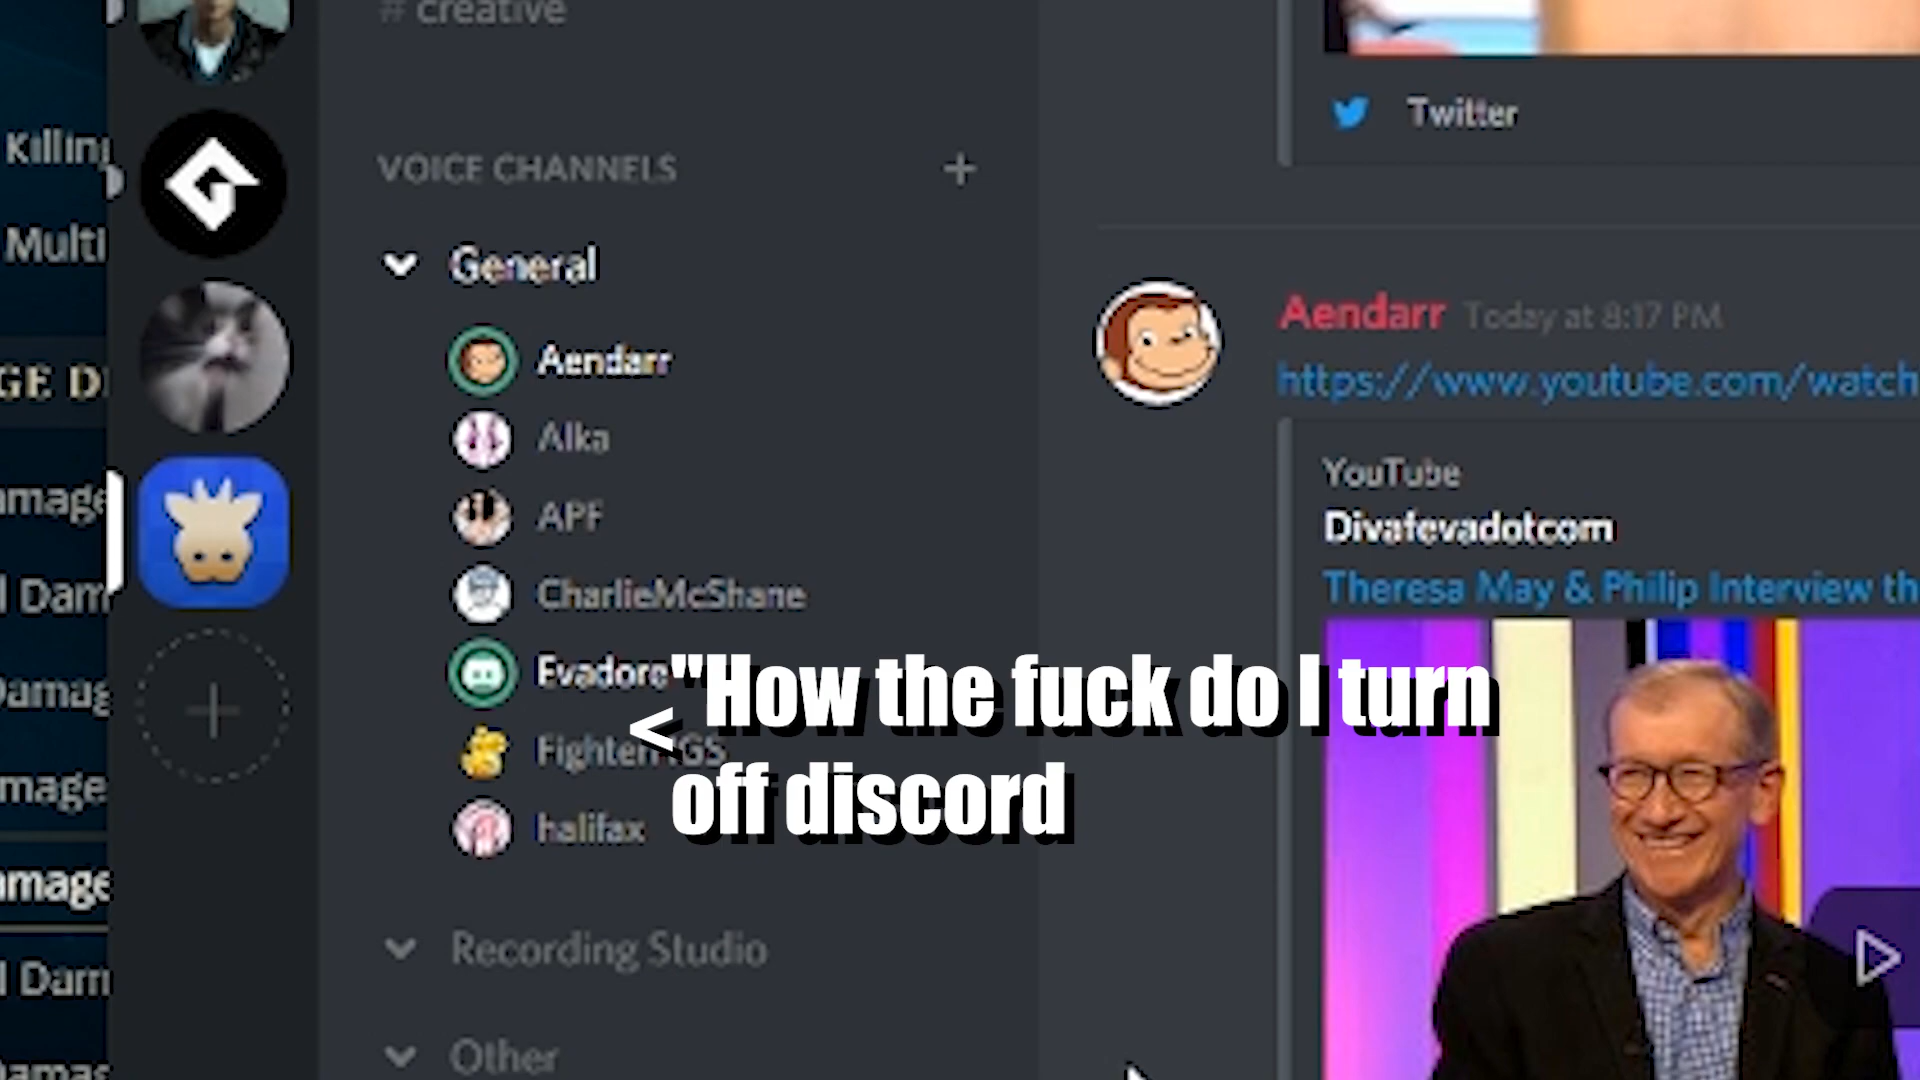 # creative
Killing
Multi
GE D
amage
l Dam
Damag
amage
amage
l Dam
Damag
VOICE CHANNELS
General
Aendarr
Alka
APF
CharlieMcShane
Evadore
halifax
Recording Studio
Other
< "How the fuck do I turn
off discord
Twitter
Aendarr Today at 8:17 PM
https://www.youtube.com/watch
YouTube
Divafevadotcom
Theresa May & Philip Interview th